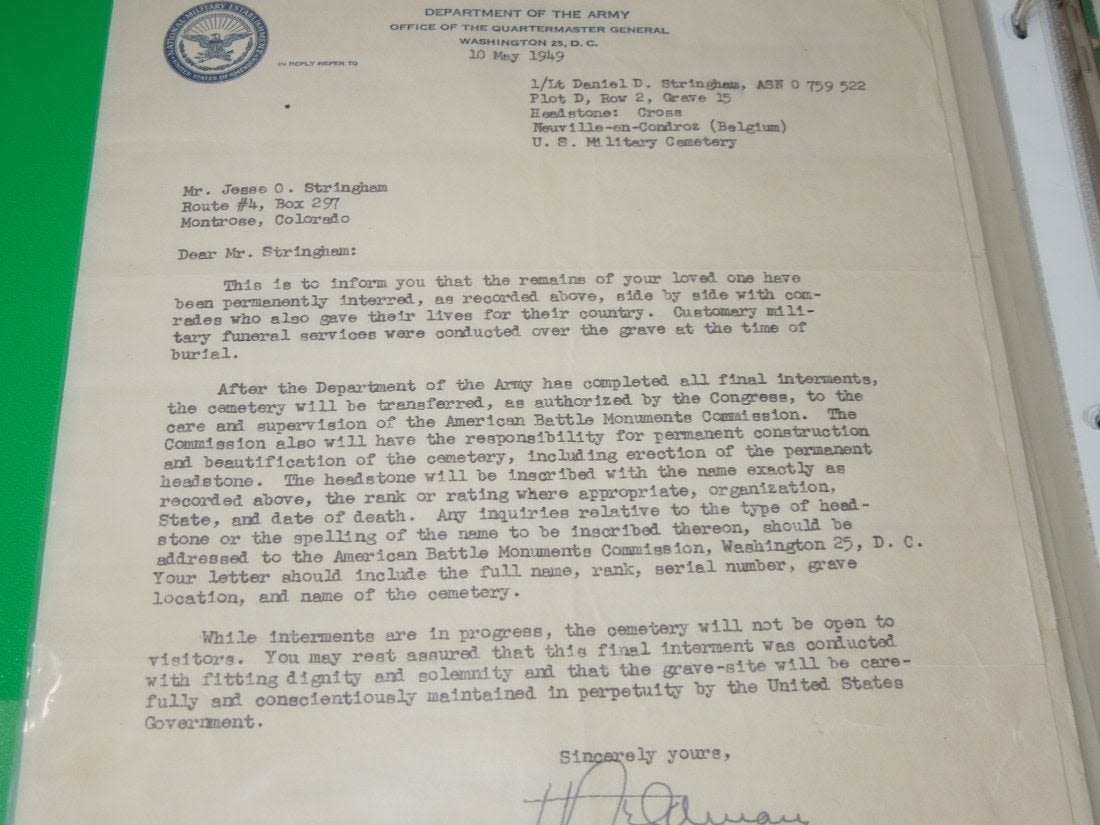 NATIONAL MILITARY ESTABLISHMENT
UNITED STATES OF AMERICA
DEPARTMENT OF THE ARMY
OFFICE OF THE QUARTERMASTER GENERAL
WASHINGTON 25, D. C.
10 May 1949
IN REPLY REFER TO
1/Lt Daniel D. Stringham, ASN O 759 522
Plot D, Row 2, Grave 15
Headstone: Cross
Neuville-en-Condroz (Belgium)
U. S. Military Cemetery
Mr. Jesse O. Stringham
Route #4, Box 297
Montrose, Colorado
Dear Mr. Stringham:
This is to inform you that the remains of your loved one have
been permanently interred, as recorded above, side by side with com-
rades who also gave their lives for their country. Customary mili-
tary funeral services were conducted over the grave at the time of
burial.
After the Department of the Army has completed all final interments,
the cemetery will be transferred, as authorized by the Congress, to the
care and supervision of the American Battle Monuments Commission. The
Commission also will have the responsibility for permanent construction
and beautification of the cemetery, including erection of the permanent
headstone. The headstone will be inscribed with the name exactly as
recorded above, the rank or rating where appropriate, organization,
State, and date of death. Any inquiries relative to the type of head-
stone or the spelling of the name to be inscribed thereon, should be
addressed to the American Battle Monuments Commission, Washington 25, D. C.
Your letter should include the full name, rank, serial number, grave
location, and name of the cemetery.
While interments are in progress, the cemetery will not be open to
visitors. You may rest assured that this final interment was conducted
with fitting dignity and solemnity and that the grave-site will be care-
fully and conscientiously maintained in perpetuity by the United States
Government.
Sincerely yours,